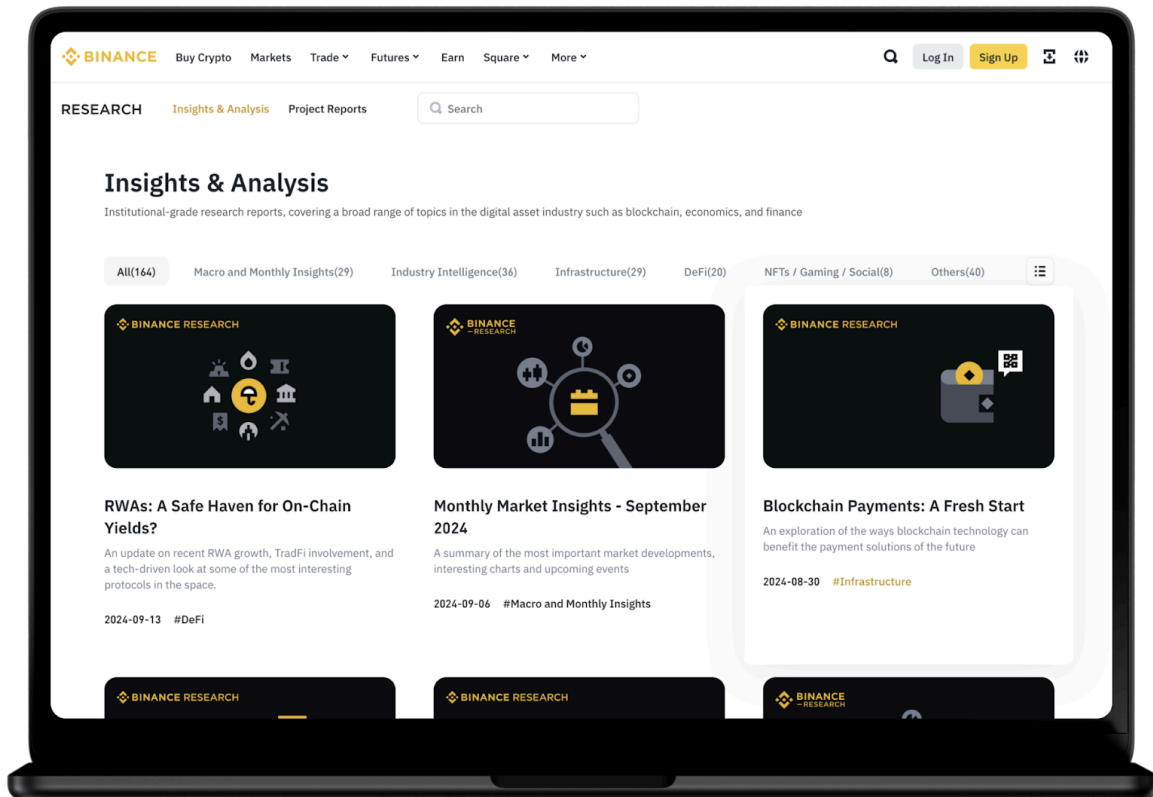 BINANCE Buy Crypto Markets Trade Futures Earn Square More Log In Sign Up
RESEARCH Insights & Analysis Project Reports Search
Insights & Analysis
Institutional-grade research reports, covering a broad range of topics in the digital asset industry such as blockchain, economics, and finance
All(164) Macro and Monthly Insights(29) Industry Intelligence(36) Infrastructure(29) DeFi(20) NFTs / Gaming / Social(8) Others(40)
BINANCE RESEARCH
RWAs: A Safe Haven for On-Chain
Yields?
An update on recent RWA growth, TradFi involvement, and
a tech-driven look at some of the most interesting
protocols in the space.
2024-09-13 #DeFi
BINANCE
RESEARCH
Monthly Market Insights - September
2024
A summary of the most important market developments,
interesting charts and upcoming events
2024-09-06 #Macro and Monthly Insights
BINANCE RESEARCH
Blockchain Payments: A Fresh Start
An exploration of the ways blockchain technology can
benefit the payment solutions of the future
2024-08-30 #Infrastructure
BINANCE RESEARCH
BINANCE RESEARCH
BINANCE
RESEARCH